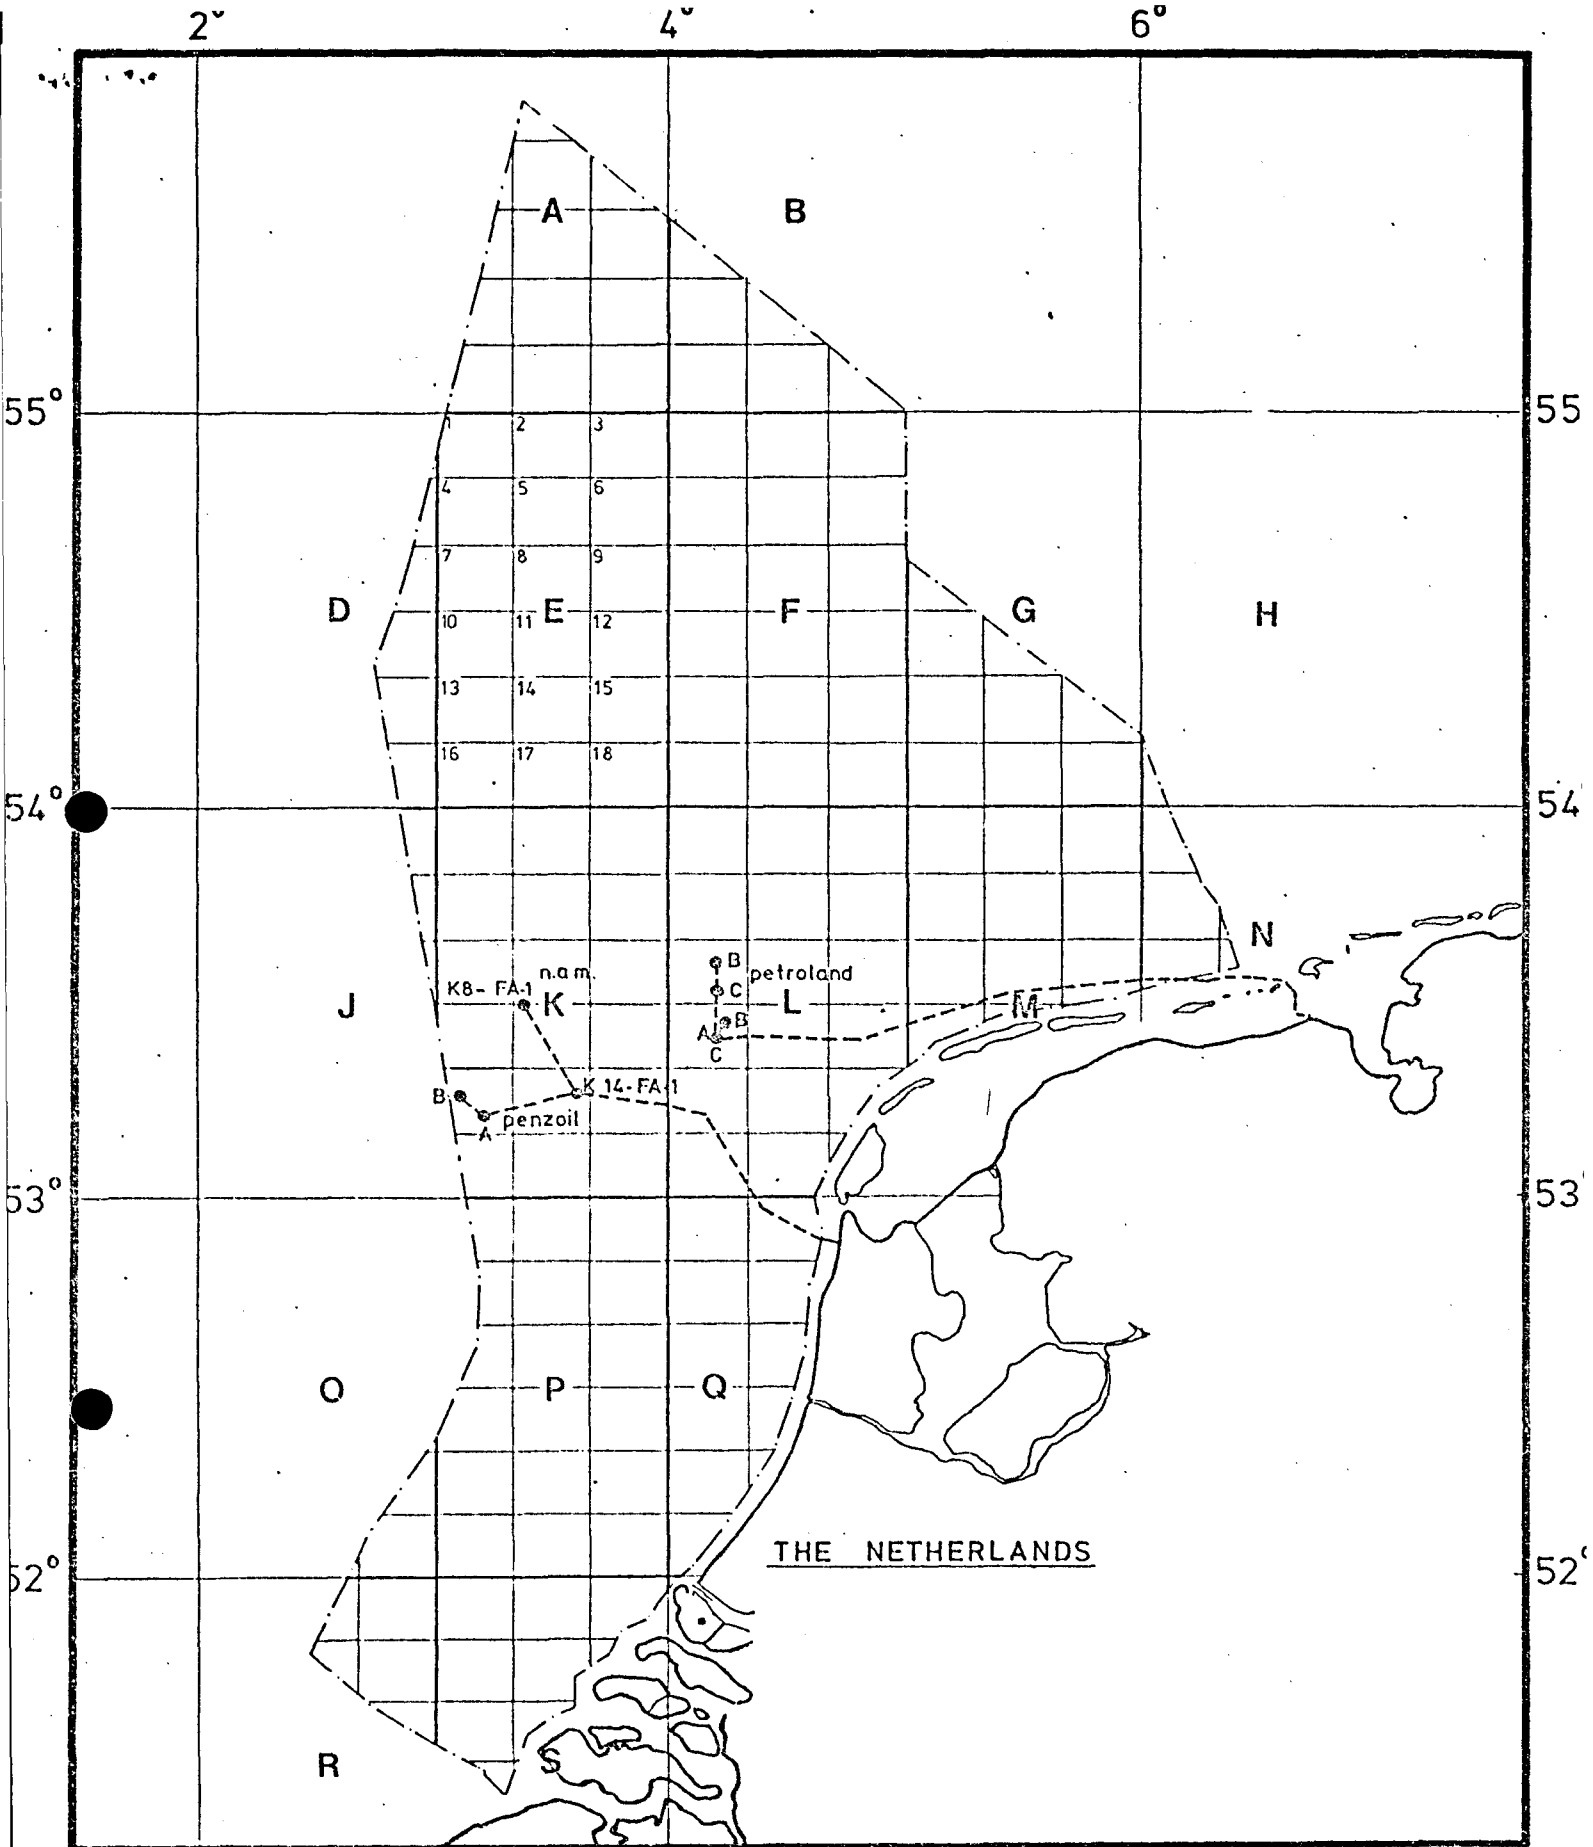 2° 4° 6°
A B
55° 55
1 2 3
4 5 6
7 8 9
D E F G H
10 11 12
13 14 15
16 17 18
54° 54
N
B
n.a.m. petroland
K8-FA-1 C
J K L M
B
A
C
B K 14-FA-1
penzoil
A
53° 53
O P Q
THE NETHERLANDS
52° 52°
R S